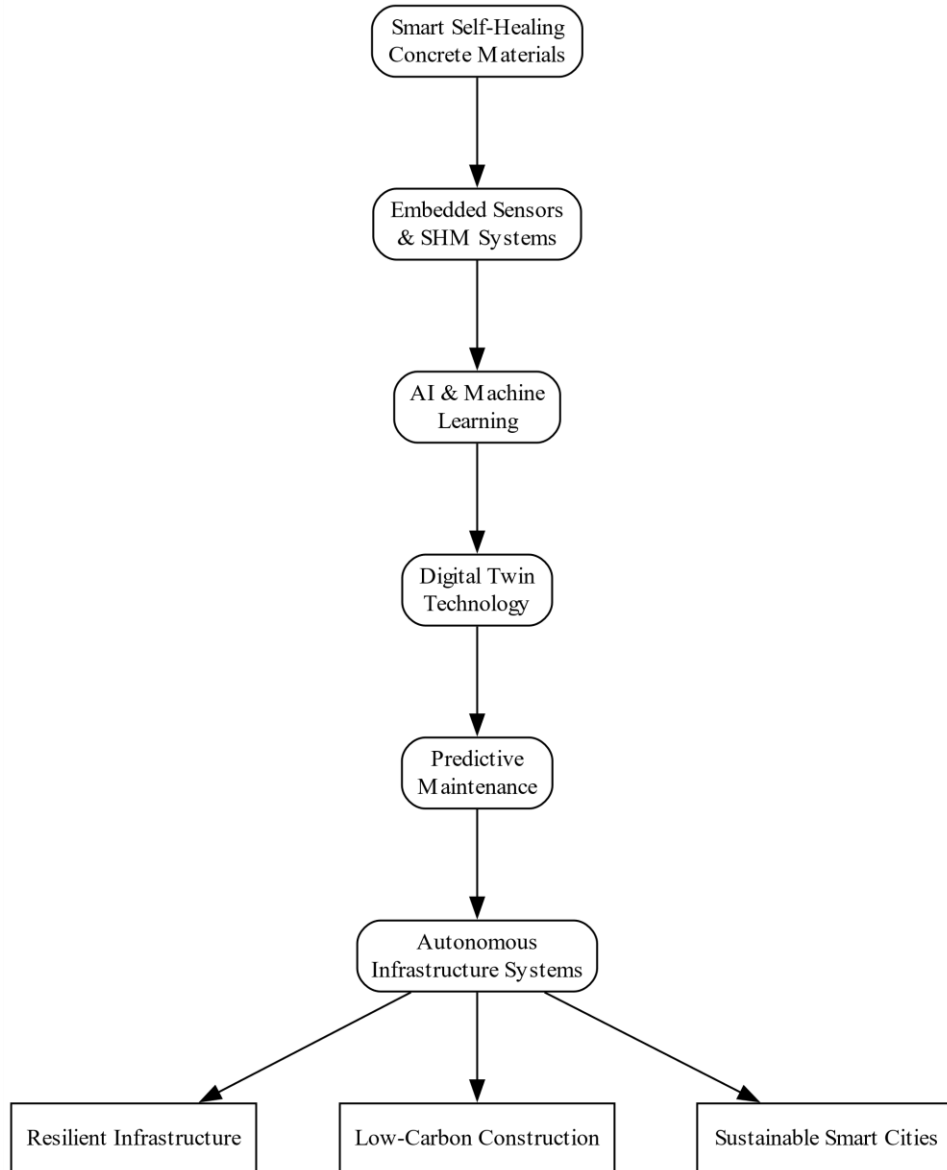 Smart Self-Healing
Concrete Materials
Embedded Sensors
& SHM Systems
AI & Machine
Learning
Digital Twin
Technology
Predictive
Maintenance
Autonomous
Infrastructure Systems
Resilient Infrastructure
Low-Carbon Construction
Sustainable Smart Cities